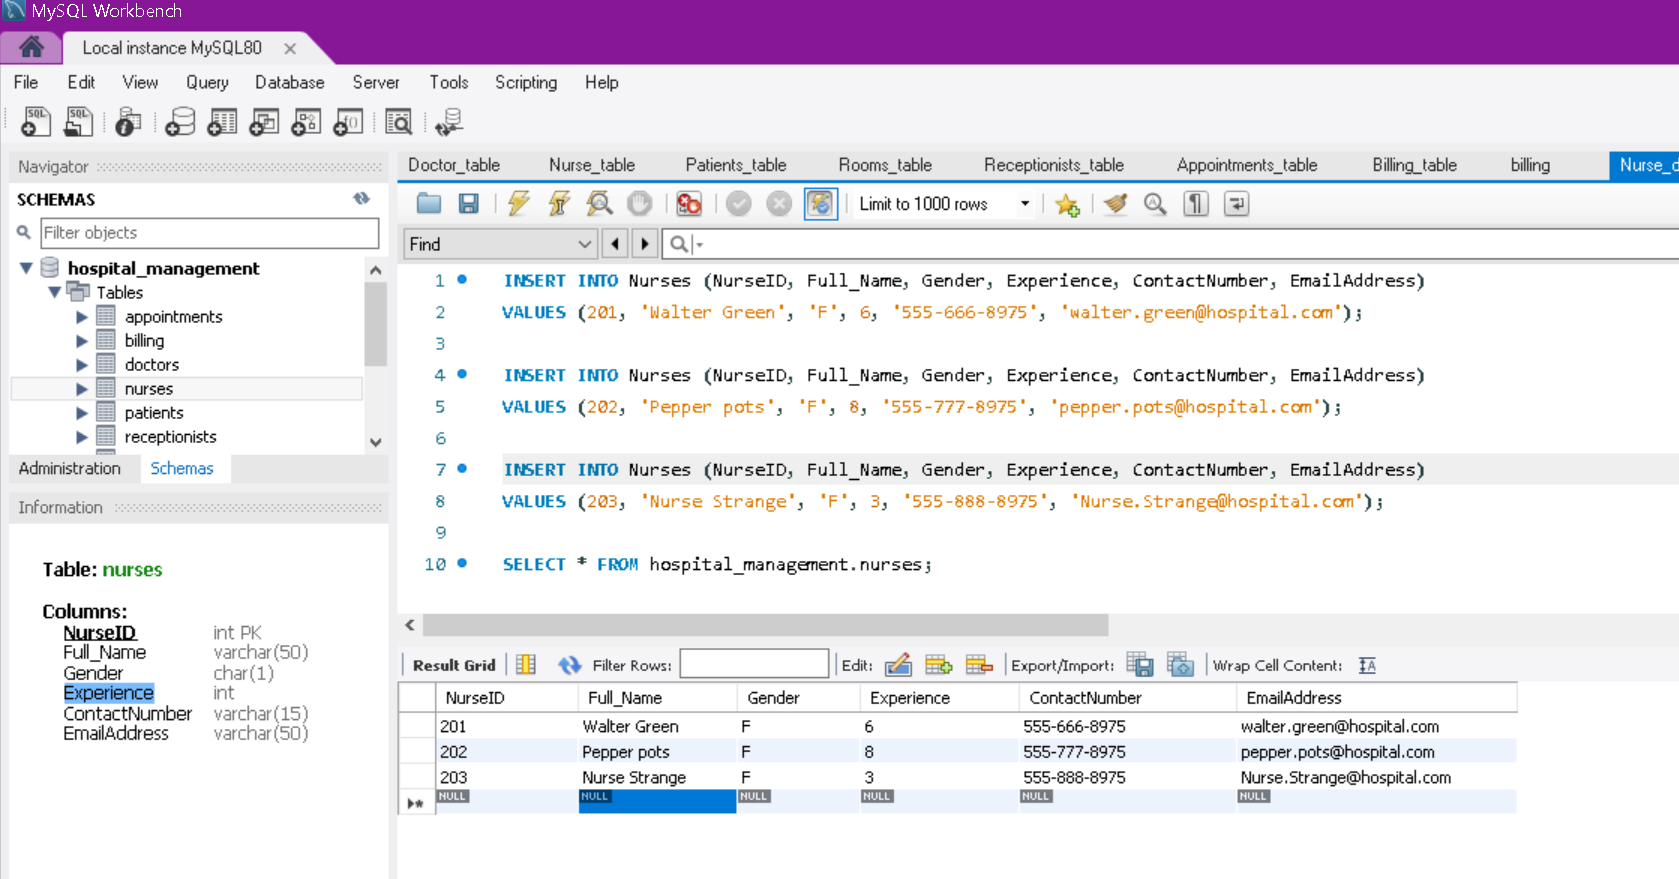 MySQL Workbench
Local instance MySQL80
File Edit View Query Database Server Tools Scripting Help
Navigator
SCHEMAS
Filter objects
hospital_management
Tables
appointments
billing
doctors
nurses
patients
receptionists
Administration Schemas
Information
Table: nurses
Columns:
NurseID int PK
Full_Name varchar(50)
Gender char(1)
Experience int
ContactNumber varchar(15)
EmailAddress varchar(50)
Doctor_table Nurse_table Patients_table Rooms_table Receptionists_table Appointments_table Billing_table billing Nurse_d
Limit to 1000 rows
Find
1 INSERT INTO Nurses (NurseID, Full_Name, Gender, Experience, ContactNumber, EmailAddress)
2 VALUES (201, 'Walter Green', 'F', 6, '555-666-8975', 'walter.green@hospital.com');
3
4 INSERT INTO Nurses (NurseID, Full_Name, Gender, Experience, ContactNumber, EmailAddress)
5 VALUES (202, 'Pepper pots', 'F', 8, '555-777-8975', 'pepper.pots@hospital.com');
6
7 INSERT INTO Nurses (NurseID, Full_Name, Gender, Experience, ContactNumber, EmailAddress)
8 VALUES (203, 'Nurse Strange', 'F', 3, '555-888-8975', 'Nurse.Strange@hospital.com');
9
10 SELECT * FROM hospital_management.nurses;
Result Grid Filter Rows: Edit: Export/Import: Wrap Cell Content:
NurseID Full_Name Gender Experience ContactNumber EmailAddress
201 Walter Green F 6 555-666-8975 walter.green@hospital.com
202 Pepper pots F 8 555-777-8975 pepper.pots@hospital.com
203 Nurse Strange F 3 555-888-8975 Nurse.Strange@hospital.com
NULL NULL NULL NULL NULL NULL